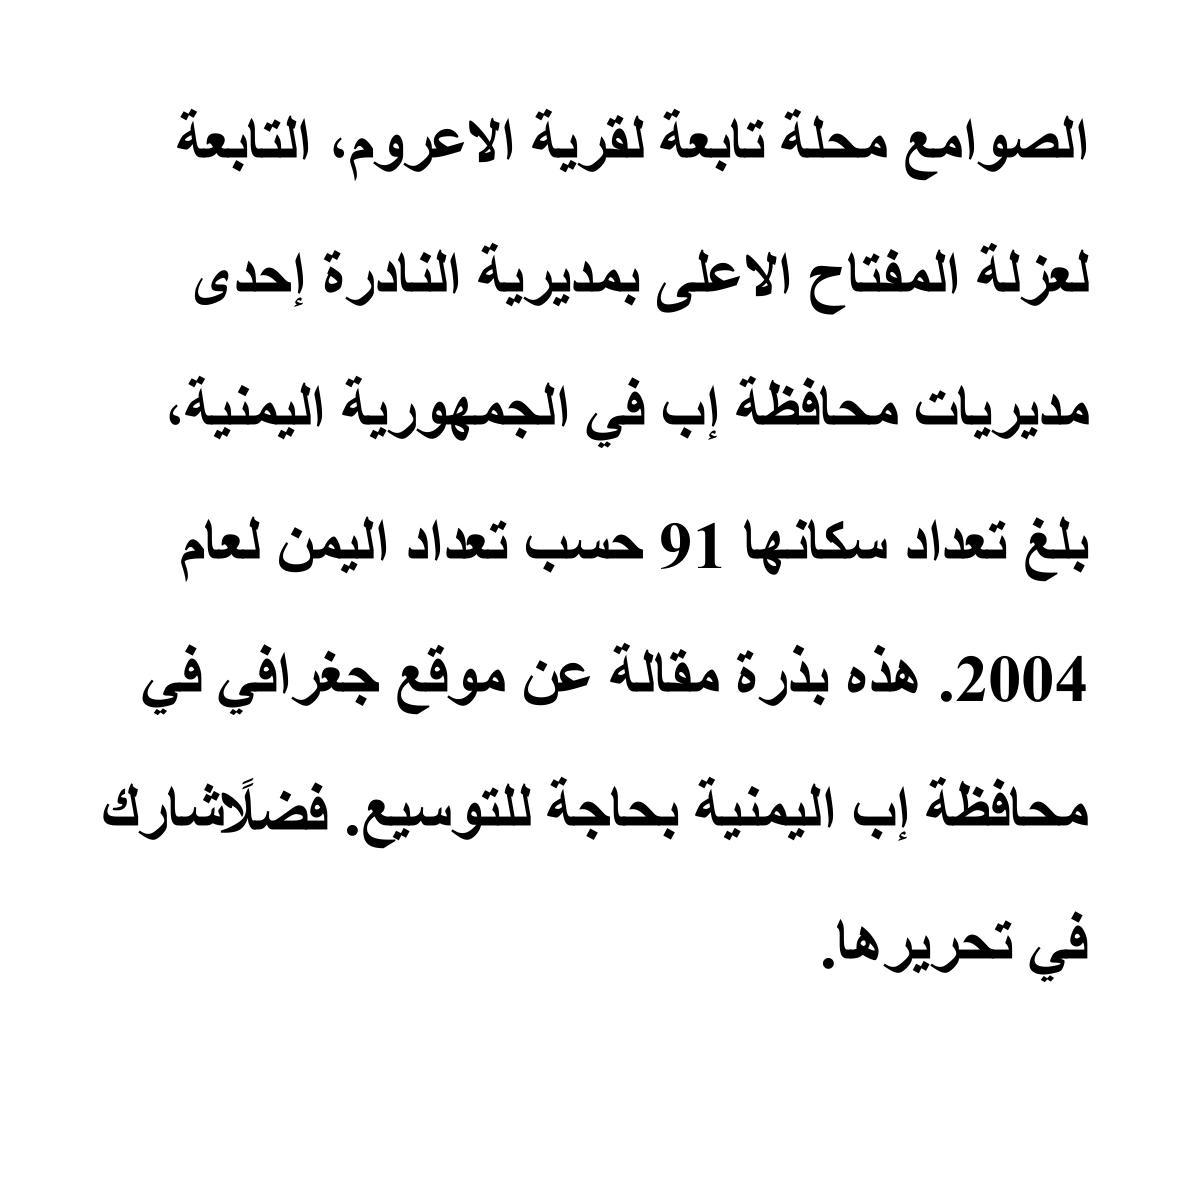 الصوامع محلة تابعة لقرية الاعروم، التابعة
لعزلة المفتاح الاعلى بمديرية النادرة إحدى
مديريات محافظة إب في الجمهورية اليمنية،
بلغ تعداد سكانها 91 حسب تعداد اليمن لعام
2004. هذه بذرة مقالة عن موقع جغرافي في
محافظة إب اليمنية بحاجة للتوسيع. فضلًاشارك
في تحريرها.